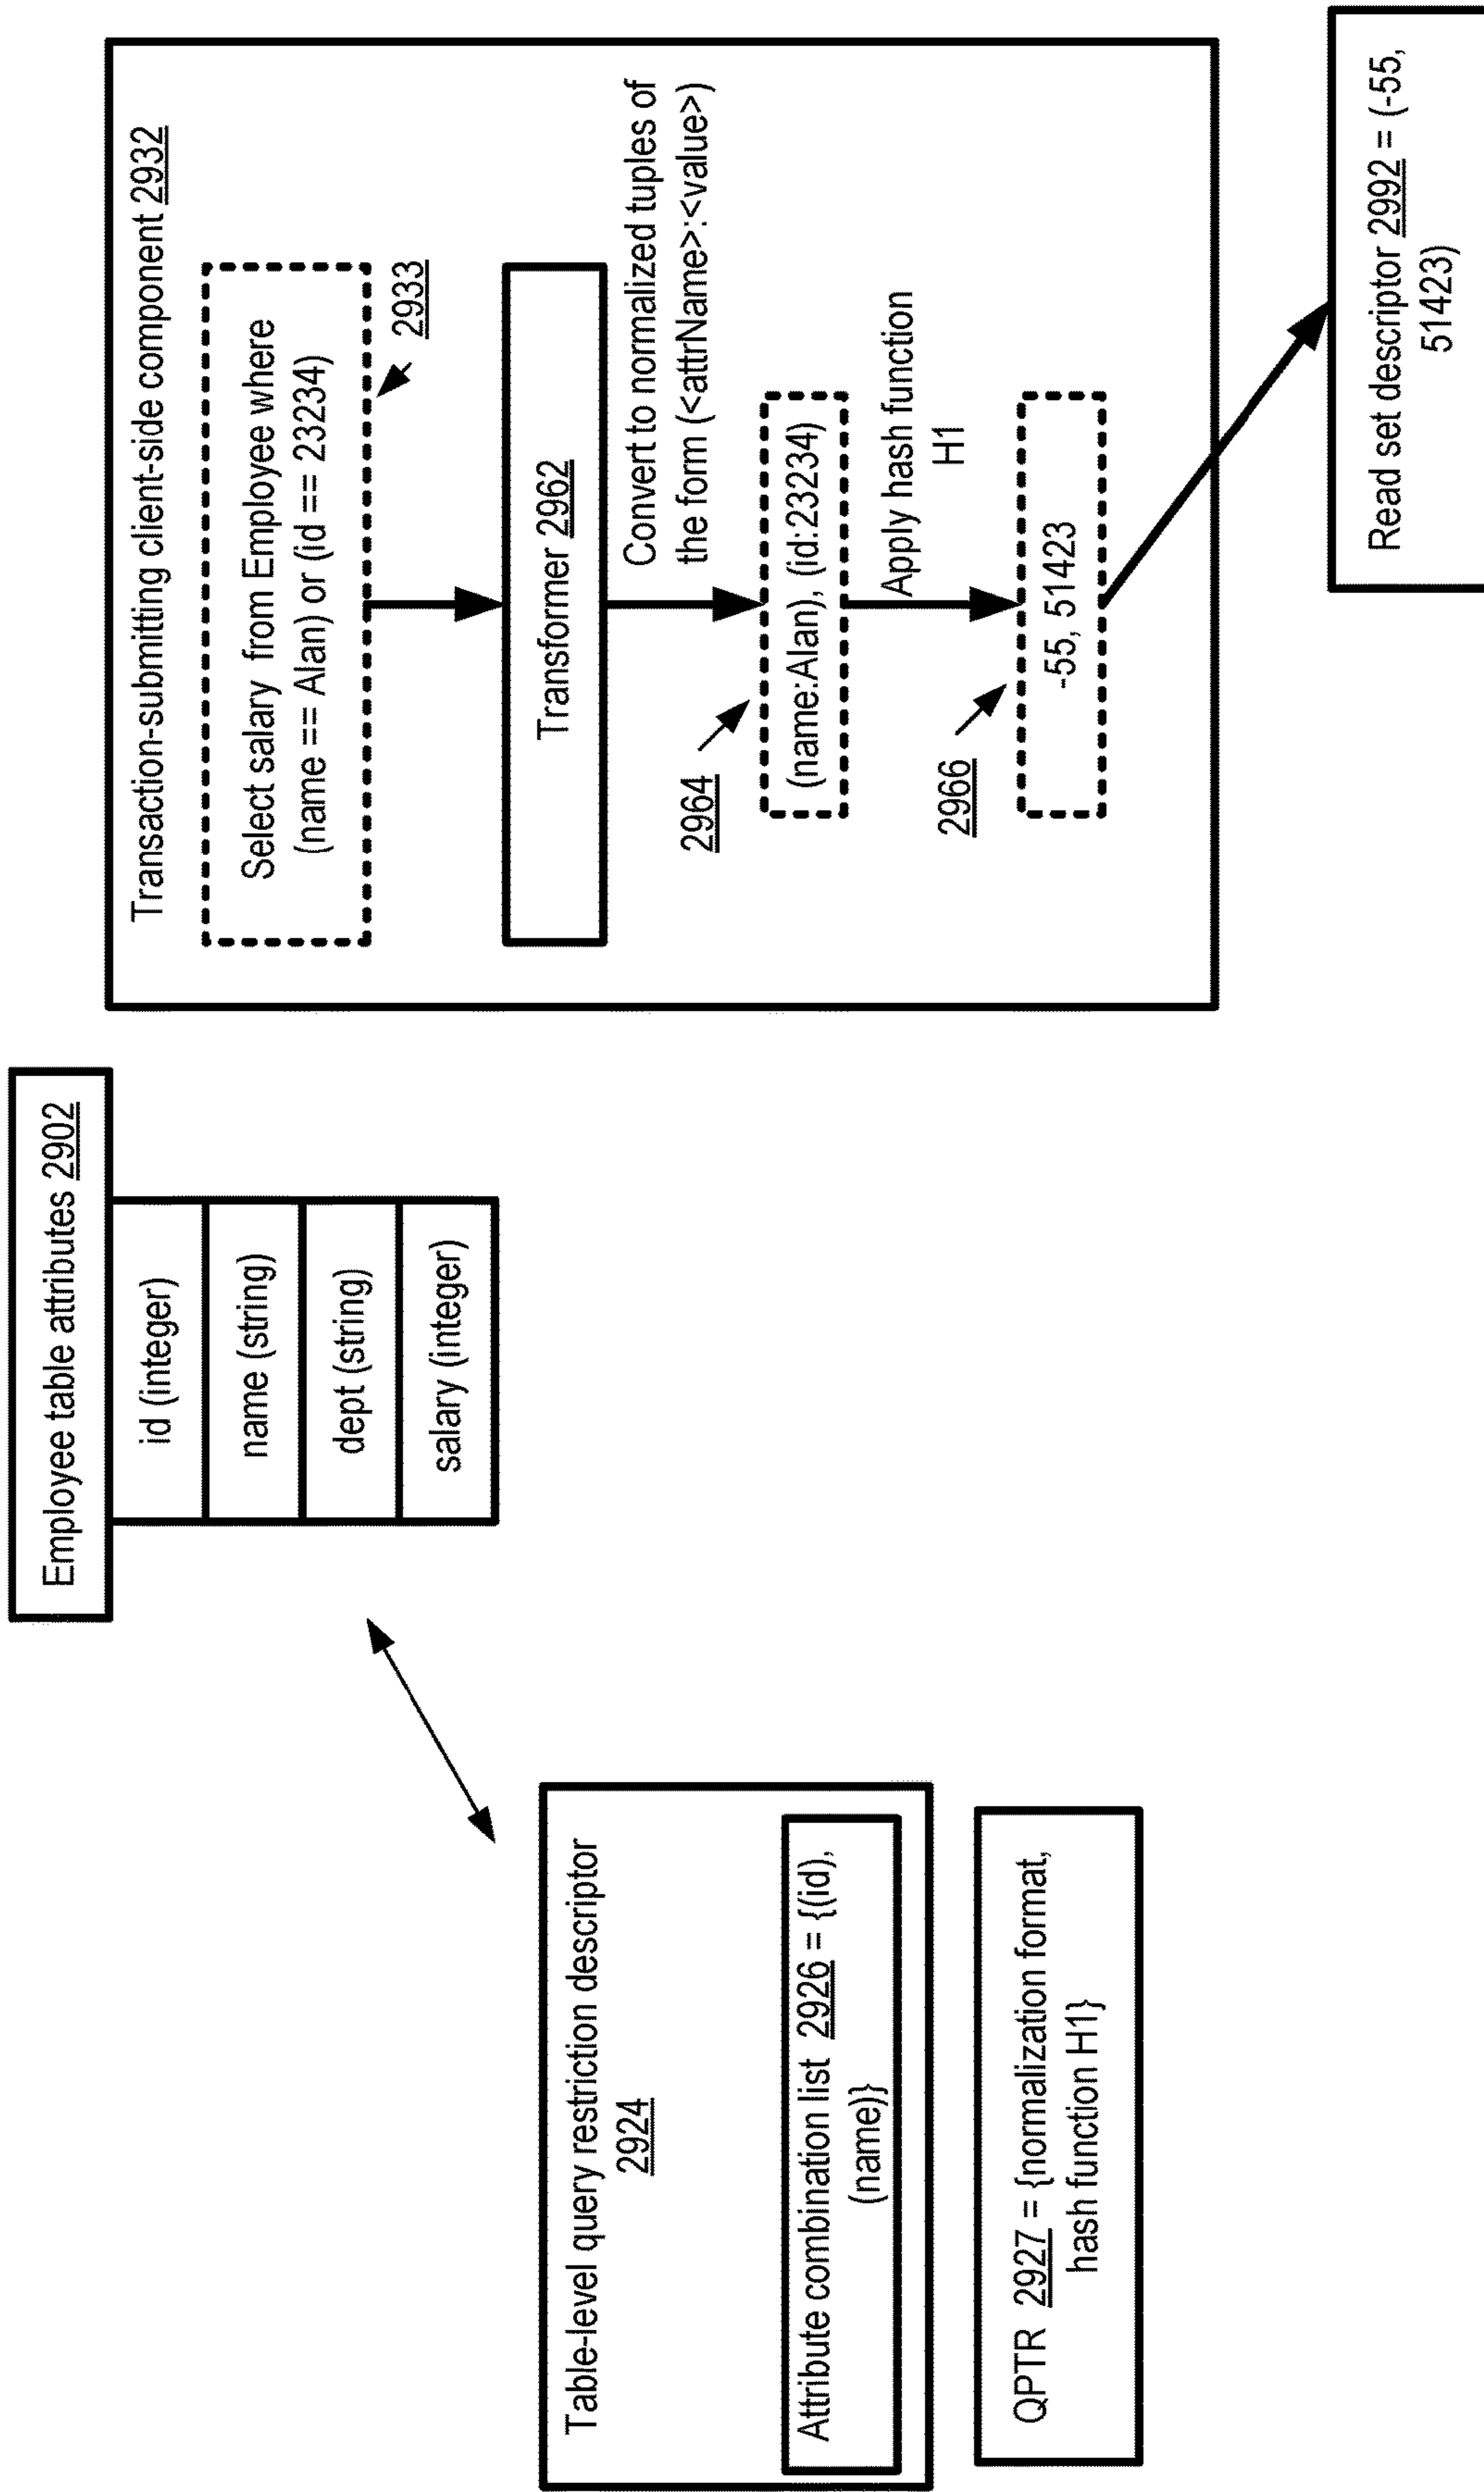 Employee table attributes 2902
id (integer)
name (string)
dept (string)
salary (integer)
Table-level query restriction descriptor
2924
Attribute combination list 2926 = {(id),
(name)}
QPTR 2927 = {normalization format,
hash function H1}
Transaction-submitting client-side component 2932
Select salary from Employee where
(name == Alan) or (id == 23234)
2933
Transformer 2962
Convert to normalized tuples of
the form (<attrName>:<value>)
2964
(name:Alan), (id:23234)
Apply hash function
H1
2966
-55, 51423
Read set descriptor 2992 = (-55,
51423)